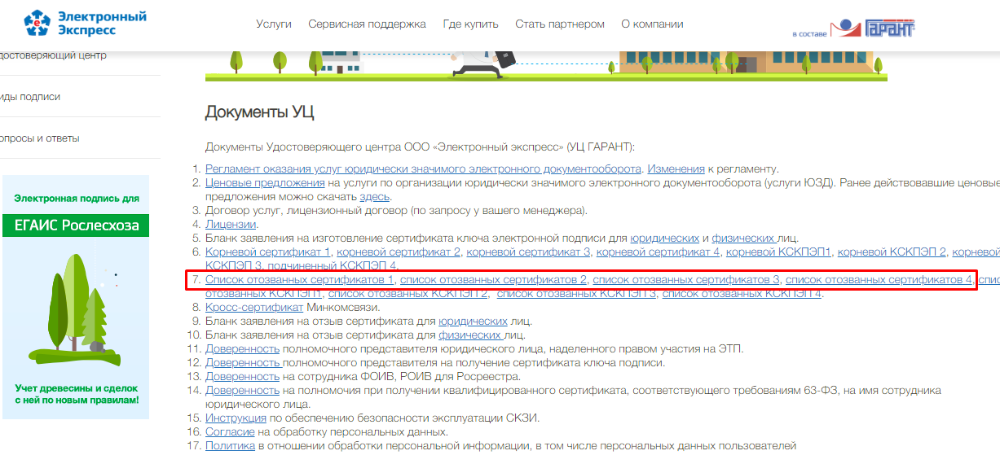 Электронный
Экспресс
Услуги Сервисная поддержка Где купить Стать партнером О компании
в составе ГАРАНТ
достоверяющий центр
иды подписи
опросы и ответы
Электронная подпись для
ЕГАИС Рослесхоза
Учет древесины и сделок
с ней по новым правилам!
Документы УЦ
Документы Удостоверяющего центра ООО «Электронный экспресс» (УЦ ГАРАНТ):
1. Регламент оказания услуг юридически значимого электронного документооборота. Изменения к регламенту.
2. Ценовые предложения на услуги по организации юридически значимого электронного документооборота (услуги ЮЗД). Ранее действовавшие ценовые
предложения можно скачать здесь.
3. Договор услуг, лицензионный договор (по запросу у вашего менеджера).
4. Лицензии.
5. Бланк заявления на изготовление сертификата ключа электронной подписи для юридических и физических лиц.
6. Корневой сертификат 1, корневой сертификат 2, корневой сертификат 3, корневой сертификат 4, корневой КСКПЭП1, корневой КСКПЭП 2, корневой
КСКПЭП 3, подчиненный КСКПЭП 4.
7. Список отозванных сертификатов 1, список отозванных сертификатов 2, список отозванных сертификатов 3, список отозванных сертификатов 4, спис
отозванных КСКПЭП1, список отозванных КСКПЭП 2, список отозванных КСКПЭП 3, список отозванных КСКПЭП 4.
8. Кросс-сертификат Минкомсвязи.
9. Бланк заявления на отзыв сертификата для юридических лиц.
10. Бланк заявления на отзыв сертификата для физических лиц.
11. Доверенность полномочного представителя юридического лица, наделенного правом участия на ЭТП.
12. Доверенность полномочного представителя на получение сертификата ключа подписи.
13. Доверенность на сотрудника ФОИВ, РОИВ для Росреестра.
14. Доверенность на полномочия при получении квалифицированного сертификата, соответствующего требованиям 63-ФЗ, на имя сотрудника
юридического лица.
15. Инструкция по обеспечению безопасности эксплуатации СКЗИ.
16. Согласие на обработку персональных данных.
17. Политика в отношении обработки персональной информации, в том числе персональных данных пользователей